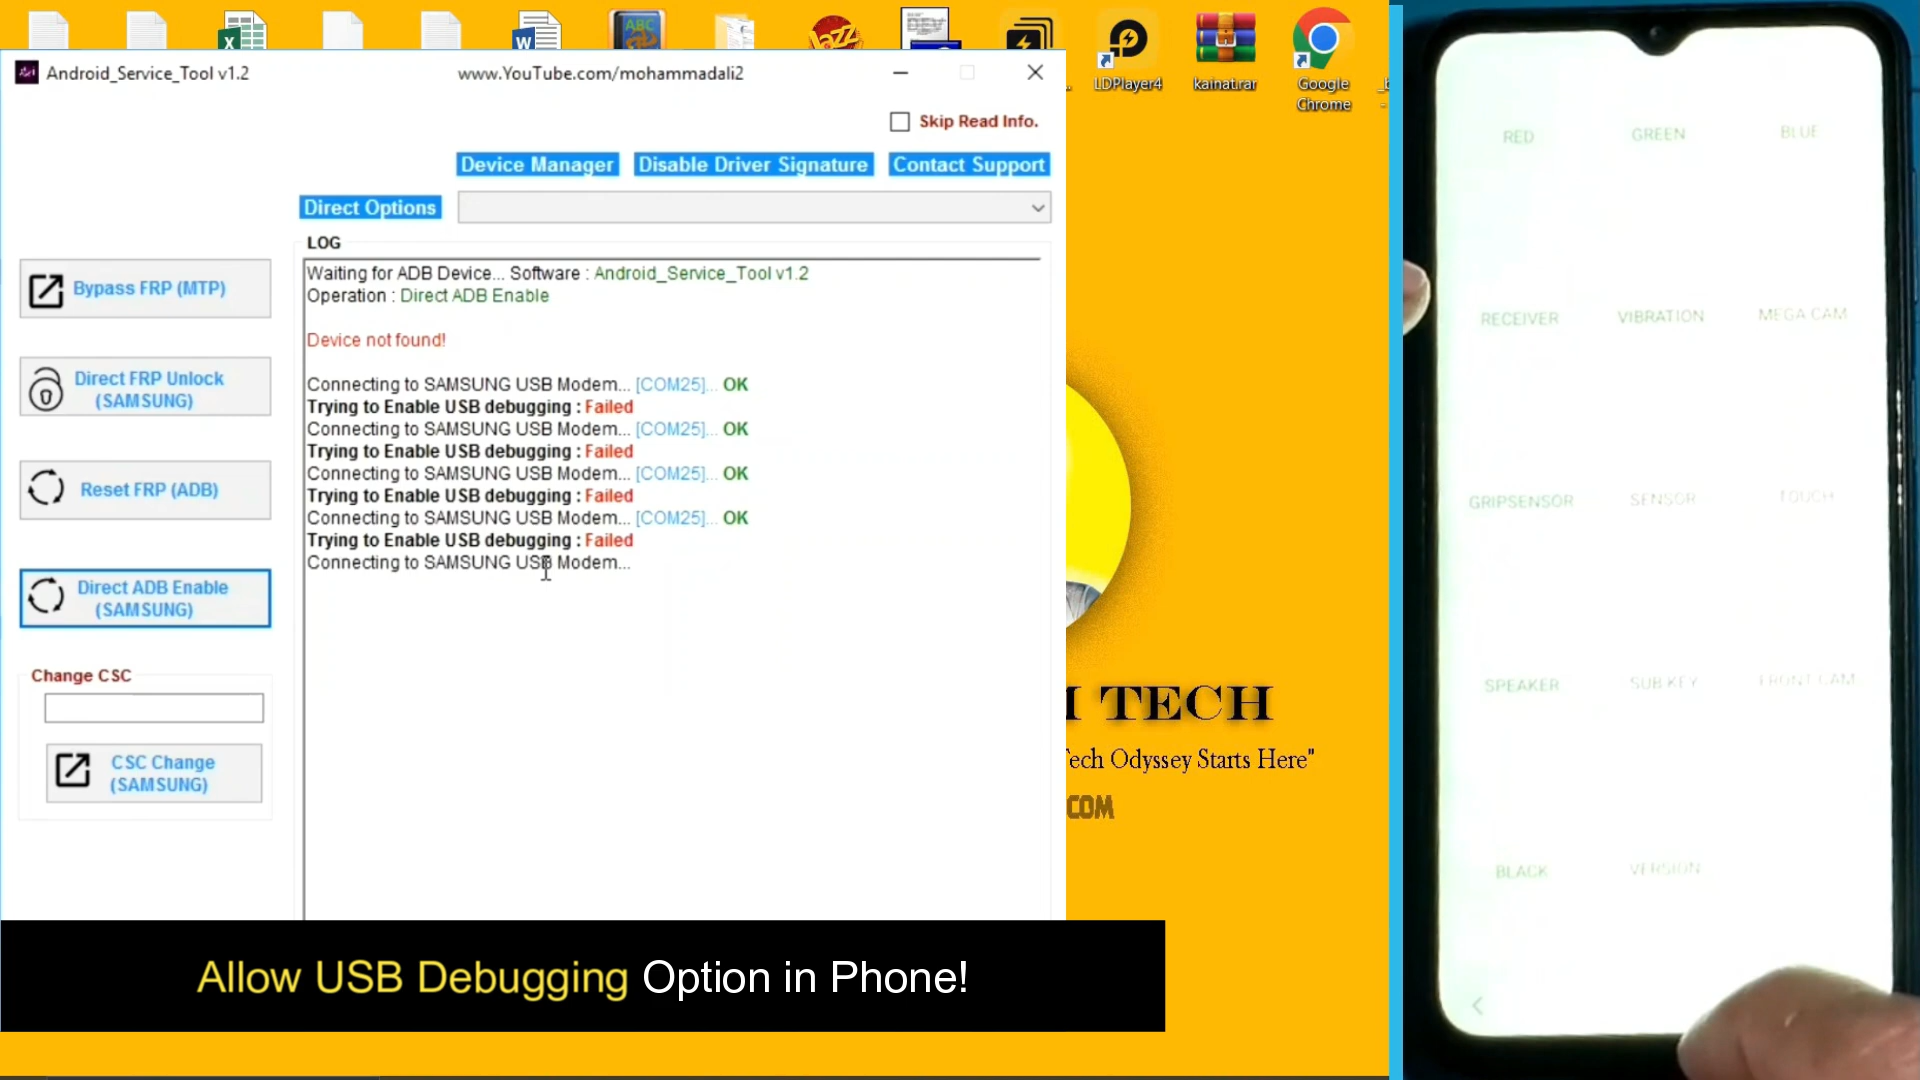 LDPlayer4
kainat.rar
Google
Chrome
Android_Service_Tool v1.2
www.YouTube.com/mohammadali2
Skip Read Info.
Device Manager
Disable Driver Signature
Contact Support
Direct Options
LOG
Waiting for ADB Device... Software : Android_Service_Tool v1.2
Operation : Direct ADB Enable
Device not found!
Connecting to SAMSUNG USB Modem... [COM25]... OK
Trying to Enable USB debugging : Failed
Connecting to SAMSUNG USB Modem... [COM25]... OK
Trying to Enable USB debugging : Failed
Connecting to SAMSUNG USB Modem... [COM25]... OK
Trying to Enable USB debugging : Failed
Connecting to SAMSUNG USB Modem... [COM25]... OK
Trying to Enable USB debugging : Failed
Connecting to SAMSUNG USB Modem...
Bypass FRP (MTP)
Direct FRP Unlock
(SAMSUNG)
Reset FRP (ADB)
Direct ADB Enable
(SAMSUNG)
Change CSC
CSC Change
(SAMSUNG)
TECH
Odyssey Starts Here"
COM
Allow USB Debugging Option in Phone!
RED GREEN BLUE
RECEIVER VIBRATION MEGA CAM
GRIPSENSOR SENSOR TOUCH
SPEAKER SUB KEY FRONT CAM
BLACK VERSION